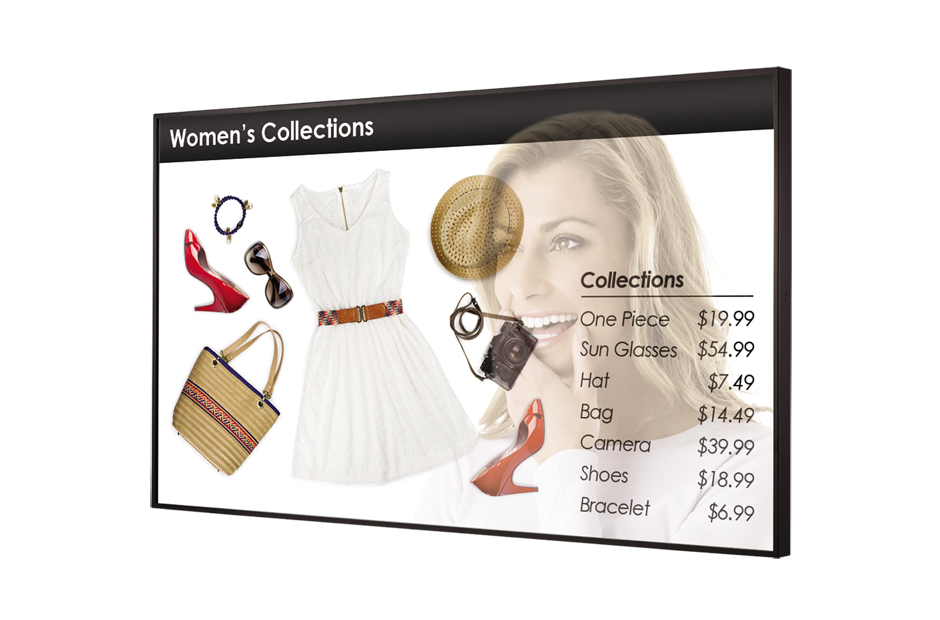 Women's Collections
Collections
One Piece $19.99
Sun Glasses $54.99
Hat $7.49
Bag $14.49
Camera $39.99
Shoes $18.99
Bracelet $6.99